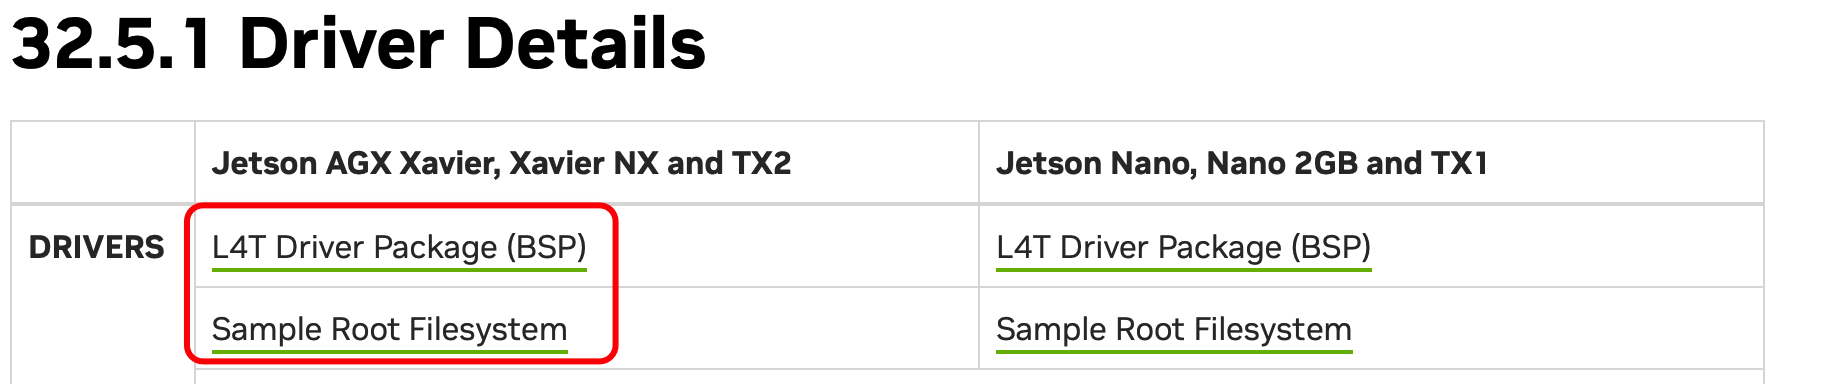 32.5.1 Driver Details
Jetson AGX Xavier, Xavier NX and TX2
Jetson Nano, Nano 2GB and TX1
DRIVERS
L4T Driver Package (BSP)
L4T Driver Package (BSP)
Sample Root Filesystem
Sample Root Filesystem